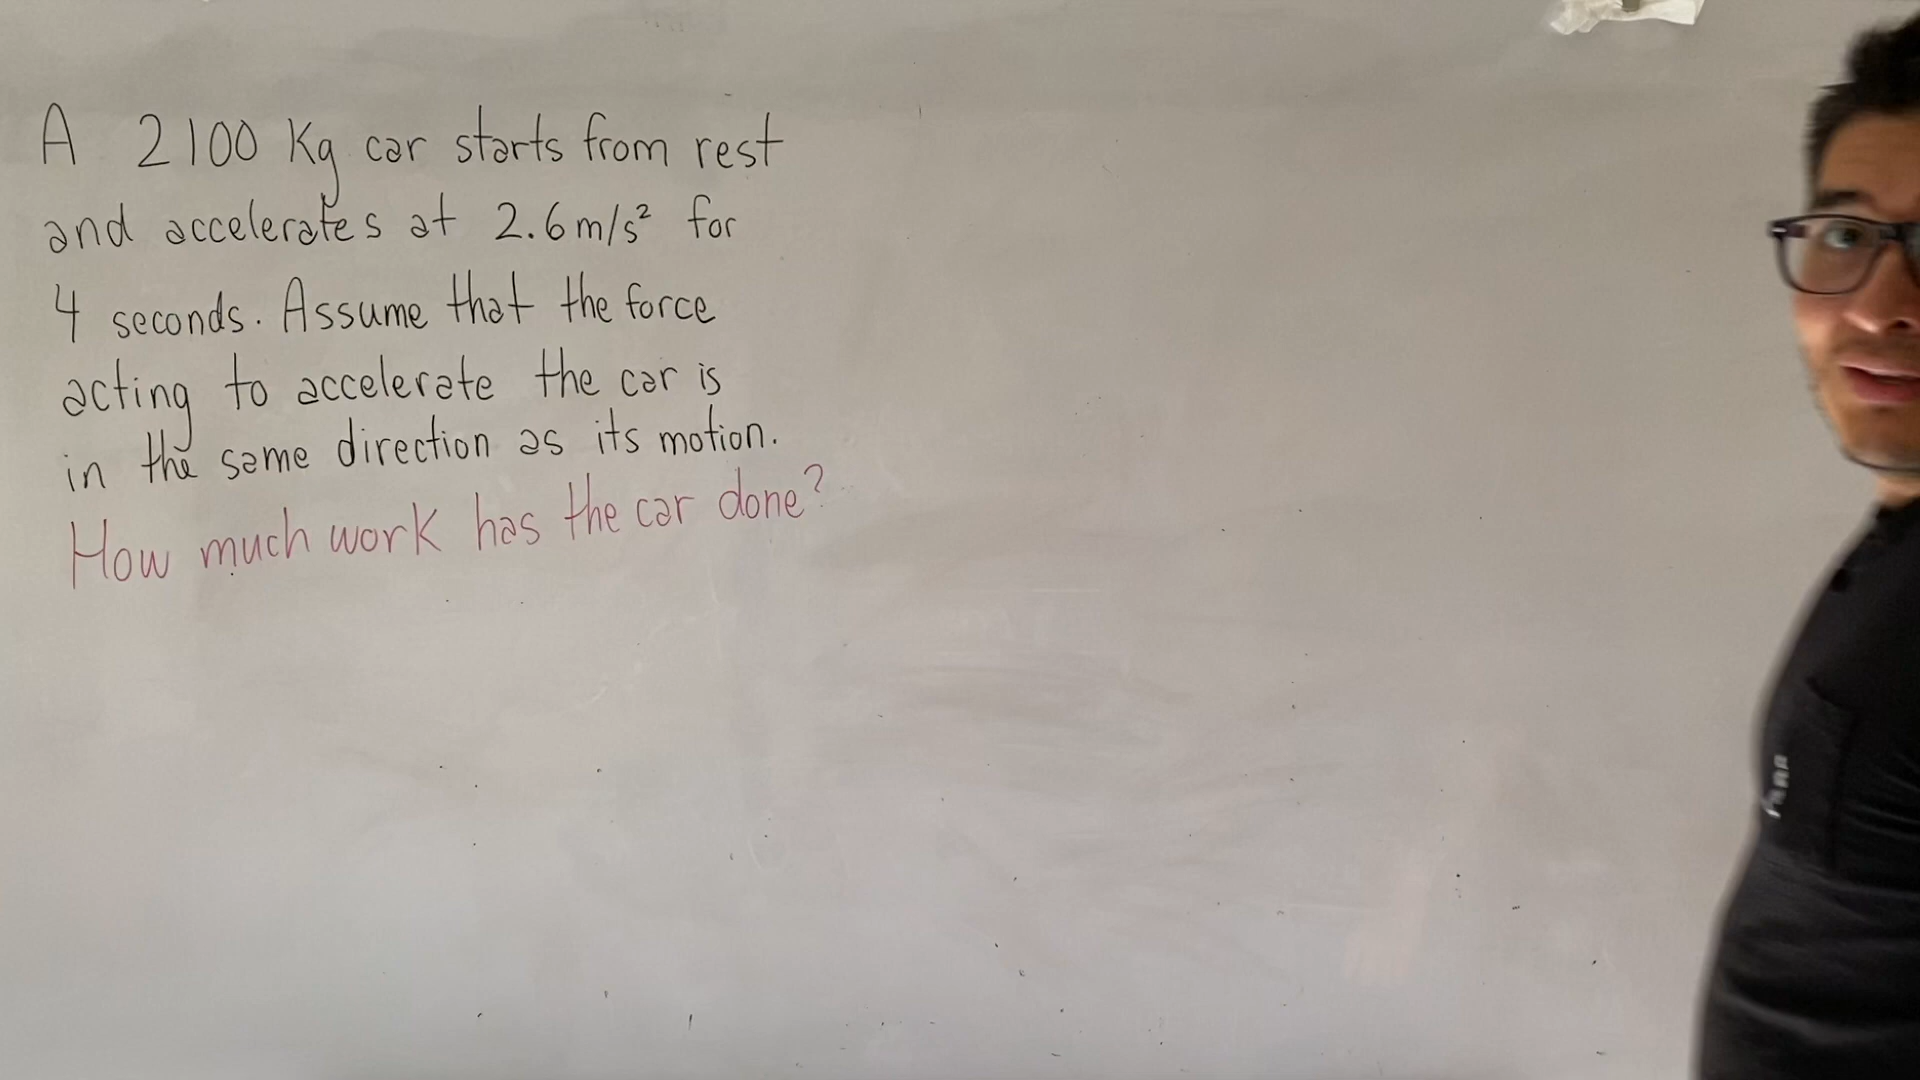 A 2100 Kg car starts from rest
and accelerates at 2.6 m/s² for
4 seconds. Assume that the force
acting to accelerate the car is
in the same direction as its motion.
How much work has the car done?